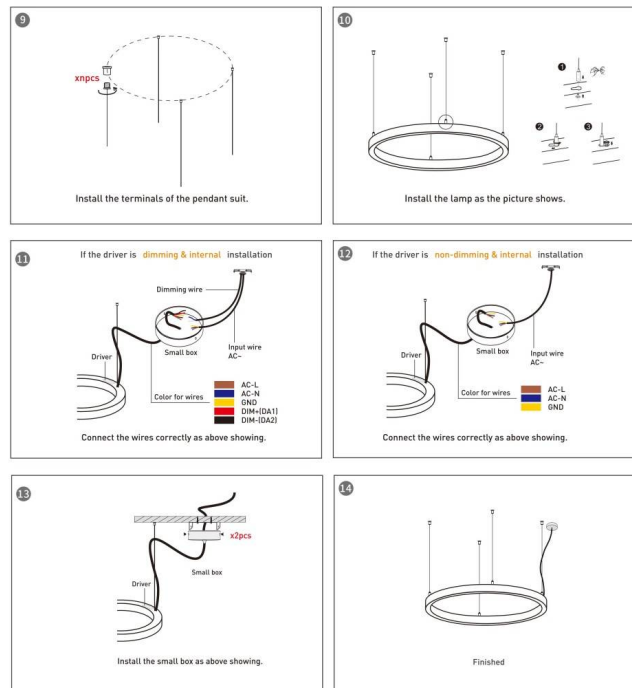 9
xnpcs
Install the terminals of the pendant suit.
10
1
2
3
Install the lamp as the picture shows.
11
If the driver is dimming & internal installation
Dimming wire
Small box
Input wire
AC~
Driver
Color for wires
AC-L
AC-N
GND
DIM+(DA1)
DIM-(DA2)
Connect the wires correctly as above showing.
12
If the driver is non-dimming & internal installation
Small box
Input wire
AC~
Driver
Color for wires
AC-L
AC-N
GND
Connect the wires correctly as above showing.
13
x2pcs
Small box
Driver
Install the small box as above showing.
14
Finished